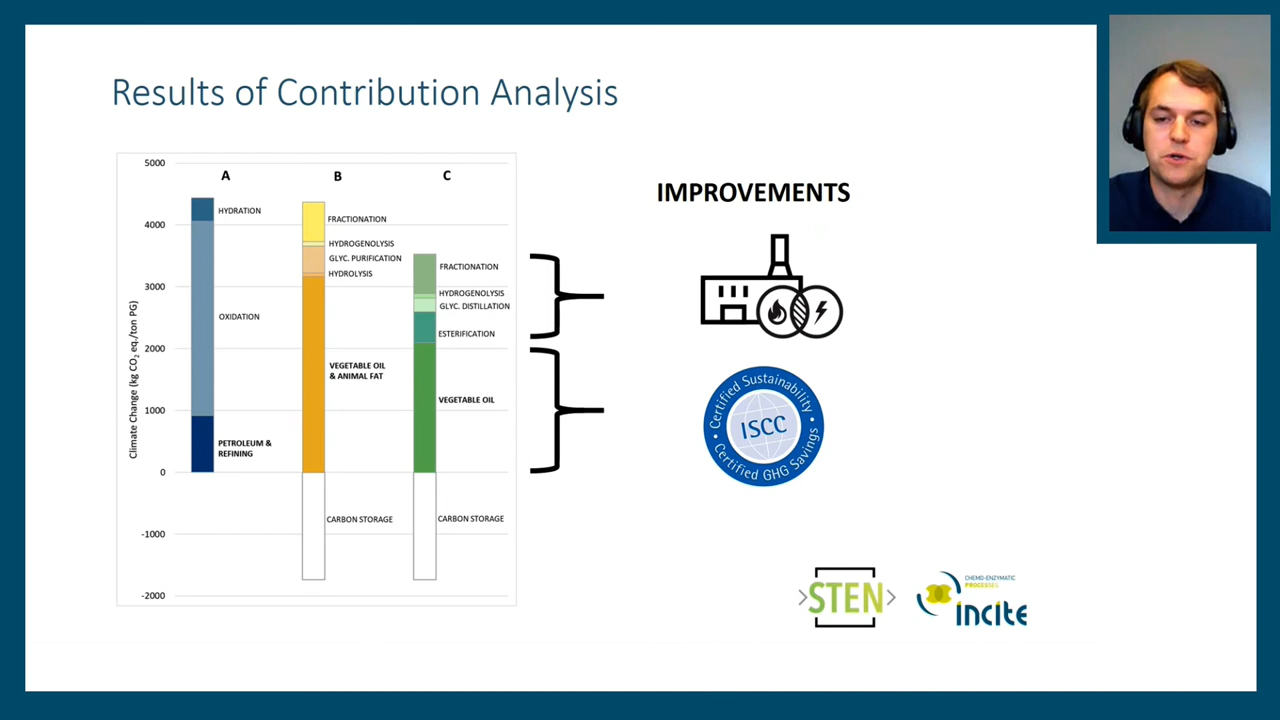 Results of Contribution Analysis
5000
4000
3000
2000
1000
0
-1000
-2000
Climate Change (kg CO₂ eq./ton PG)
A
HYDRATION
OXIDATION
PETROLEUM &
REFINING
B
FRACTIONATION
HYDROGENOLYSIS
GLYC. PURIFICATION
HYDROLYSIS
VEGETABLE OIL
& ANIMAL FAT
CARBON STORAGE
C
FRACTIONATION
HYDROGENOLYSIS
GLYC. DISTILLATION
ESTERIFICATION
VEGETABLE OIL
CARBON STORAGE
IMPROVEMENTS
Certified Sustainability
ISCC
Certified GHG Savings
STEN
CHEMO-ENZYMATIC
PROCESSES
incite